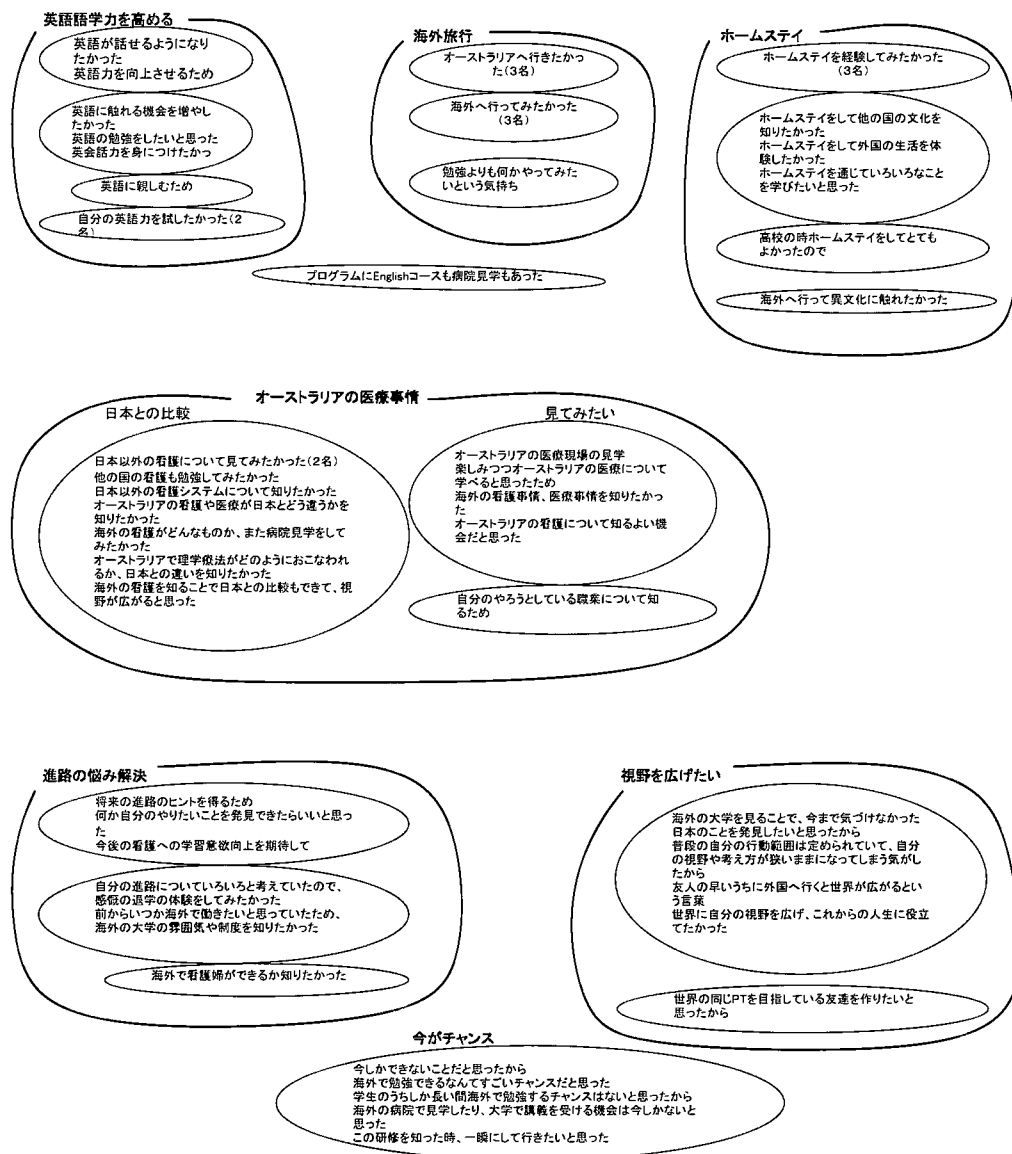 英語語学力を高める
英語が話せるようになり
たかった
英語力を向上させるため
英語に触れる機会を増やし
たかった
英語の勉強をしたいと思った
英会話力を身につけたかっ
英語に親しむため
自分の英語力を試したかった(2
名)
海外旅行
オーストラリアへ行きたかっ
た(3名)
海外へ行ってみたかった
(3名)
勉強よりも何かやってみた
いという気持ち
ホームステイ
ホームステイを経験してみたかった
(3名)
ホームステイをして他の国の文化を
知りたかった
ホームステイをして外国の生活を体
験したかった
ホームステイを通じていろいろなこと
を学びたいと思った
高校の時ホームステイをしてとても
よかったので
海外へ行って異文化に触れたかった
プログラムにEnglishコースも病院見学もあった
オーストラリアの医療事情
日本との比較
日本以外の看護について見てみたかった(2名)
他の国の看護も勉強してみたかった
日本以外の看護システムについて知りたかった
オーストラリアの看護や医療が日本とどう違うかを
知りたかった
海外の看護がどんなものか、また病院見学をして
みたかった
オーストラリアで理学療法がどのようにおこなわれ
るか、日本との違いを知りたかった
海外の看護を知ることで日本との比較もできて、視
野が広がると思った
見てみたい
オーストラリアの医療現場の見学
楽しみつつオーストラリアの医療について
学べると思ったため
海外の看護事情、医療事情を知りたかっ
た
オーストラリアの看護について知るよい機
会だと思った
自分のやろうとしている職業について知
るため
進路の悩み解決
将来の進路のヒントを得るため
何か自分のやりたいことを発見できたらいいと思っ
た
今後の看護への学習意欲向上を期待して
自分の進路についていろいろと考えていたので、
感慨の退学の体験をしてみたかった
前からいつか海外で働きたいと思っていたため、
海外の大学の雰囲気や制度を知りたかった
海外で看護婦ができるか知りたかった
視野を広げたい
海外の大学を見ることで、今まで気づけなかった
日本のことを発見したいと思ったから
普段の自分の行動範囲は定められていて、自分
の視野や考え方が狭いままになってしまう気がし
たから
友人の早いうちに外国へ行くと世界が広がるとい
う言葉
世界に自分の視野を広げ、これからの人生に役立
てたかった
世界の同じPTを目指している友達を作りたいと
思ったから
今がチャンス
今しかできないことだと思ったから
海外で勉強できるなんてすごいチャンスだと思った
学生のうちしか長い間海外で勉強するチャンスはないと思ったから
海外の病院で見学したり、大学で講義を受ける機会は今しかないと
思った
この研修を知った時、一瞬にして行きたいと思った